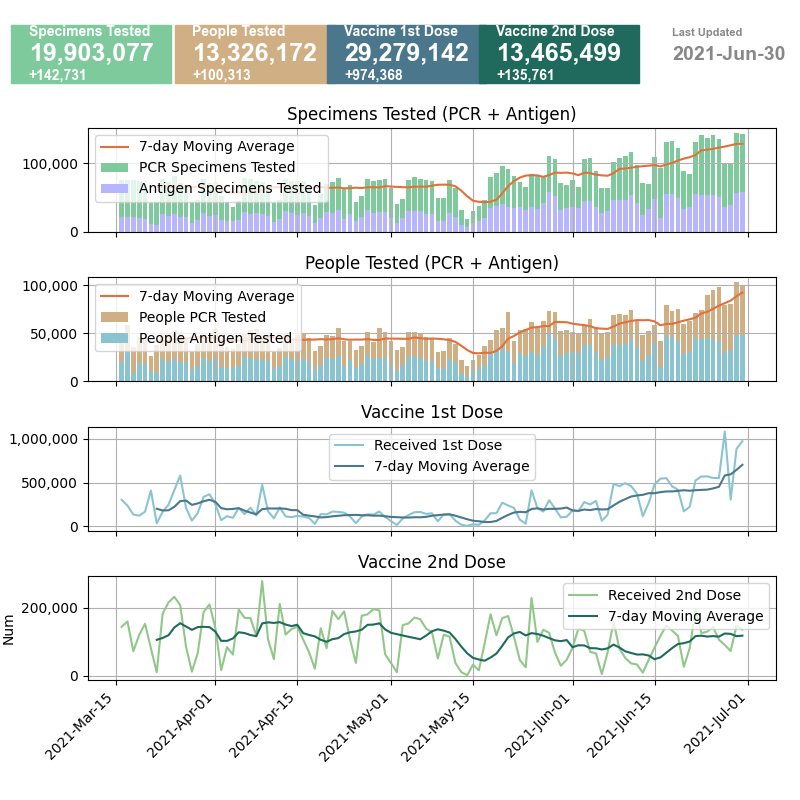 Specimens Tested
19,903,077
+142,731
People Tested
13,326,172
+100,313
Vaccine 1st Dose
29,279,142
+974,368
Vaccine 2nd Dose
13,465,499
+135,761
Last Updated
2021-Jun-30
Specimens Tested (PCR + Antigen)
7-day Moving Average
PCR Specimens Tested
Antigen Specimens Tested
100,000
0
People Tested (PCR + Antigen)
7-day Moving Average
People PCR Tested
People Antigen Tested
100,000
50,000
0
Vaccine 1st Dose
Received 1st Dose
7-day Moving Average
1,000,000
500,000
0
Vaccine 2nd Dose
Received 2nd Dose
7-day Moving Average
200,000
0
Num
2021-Mar-15
2021-Apr-01
2021-Apr-15
2021-May-01
2021-May-15
2021-Jun-01
2021-Jun-15
2021-Jul-01